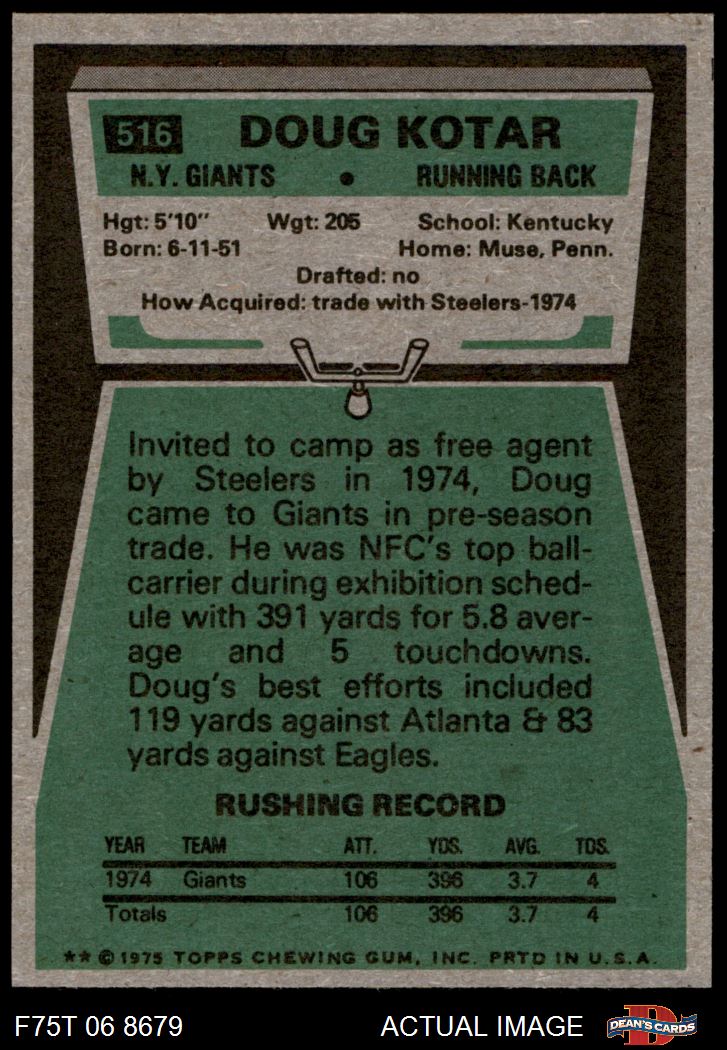 516 DOUG KOTAR
N.Y. GIANTS • RUNNING BACK
Hgt: 5'10" Wgt: 205 School: Kentucky
Born: 6-11-51 Home: Muse, Penn.
Drafted: no
How Acquired: trade with Steelers-1974
Invited to camp as free agent
by Steelers in 1974, Doug
came to Giants in pre-season
trade. He was NFC's top ball-
carrier during exhibition sched-
ule with 391 yards for 5.8 aver-
age and 5 touchdowns.
Doug's best efforts included
119 yards against Atlanta & 83
yards against Eagles.
RUSHING RECORD
YEAR TEAM ATT. YDS. AVG. TDS.
1974 Giants 106 396 3.7 4
Totals 106 396 3.7 4
** © 1975 TOPPS CHEWING GUM, INC. PRTD IN U.S.A.
F75T 06 8679 ACTUAL IMAGE D DEAN'S CARDS